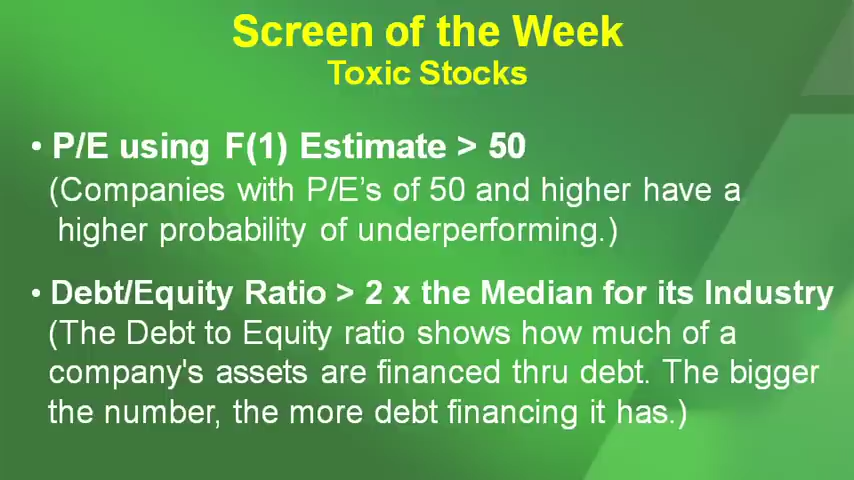 Screen of the Week
Toxic Stocks
• P/E using F(1) Estimate > 50
(Companies with P/E’s of 50 and higher have a
higher probability of underperforming.)
• Debt/Equity Ratio > 2 x the Median for its Industry
(The Debt to Equity ratio shows how much of a
company's assets are financed thru debt. The bigger
the number, the more debt financing it has.)